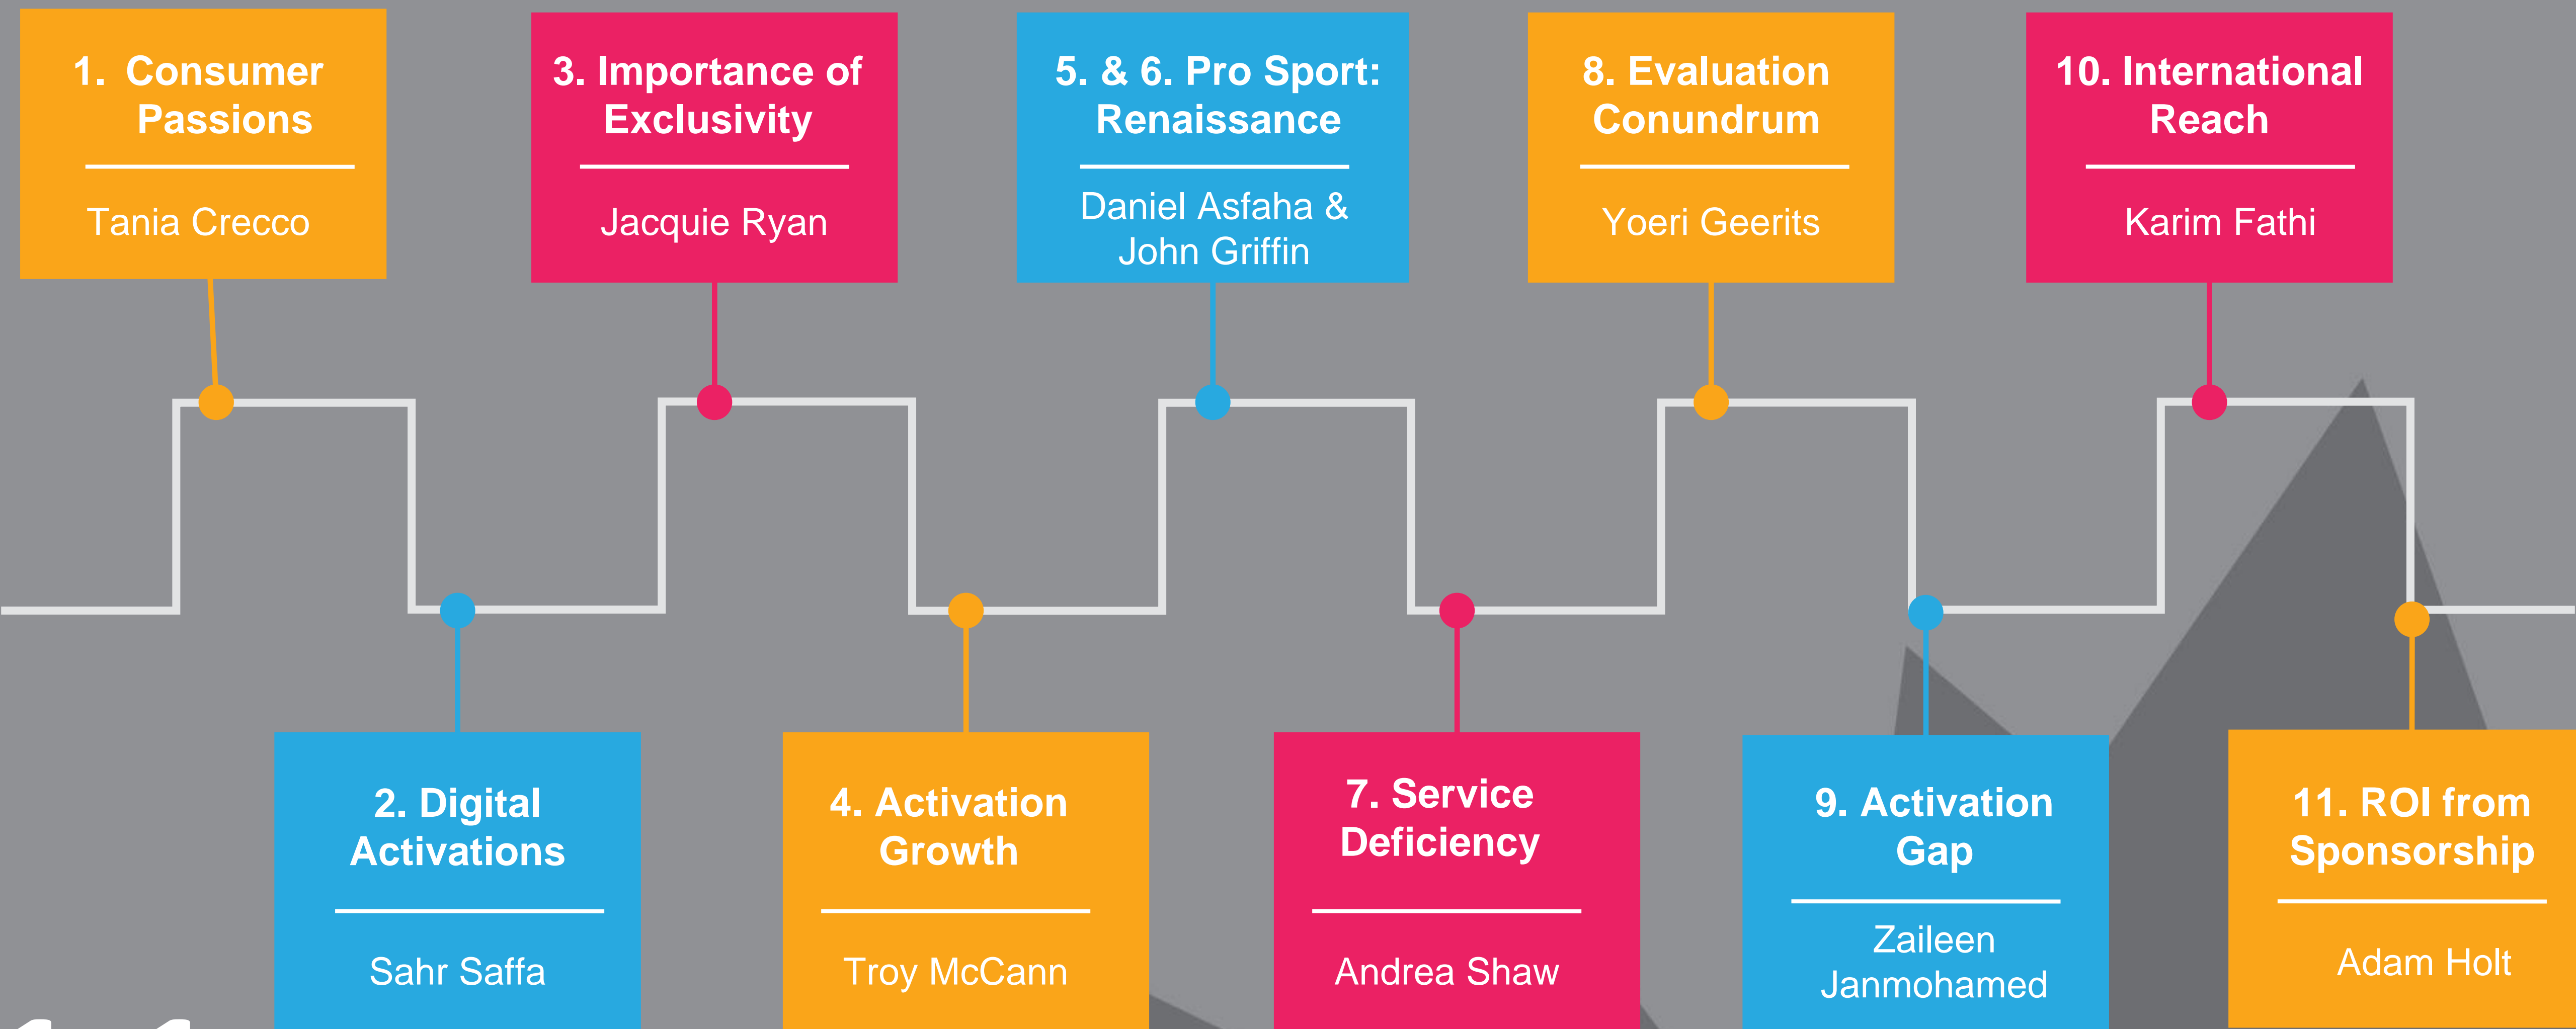 1. Consumer
Passions
Tania Crecco
3. Importance of
Exclusivity
Jacquie Ryan
5. & 6. Pro Sport:
Renaissance
Daniel Asfaha &
John Griffin
8. Evaluation
Conundrum
Yoeri Geerits
10. International
Reach
Karim Fathi
2. Digital
Activations
Sahr Saffa
4. Activation
Growth
Troy McCann
7. Service
Deficiency
Andrea Shaw
9. Activation
Gap
Zaileen
Janmohamed
11. ROI from
Sponsorship
Adam Holt